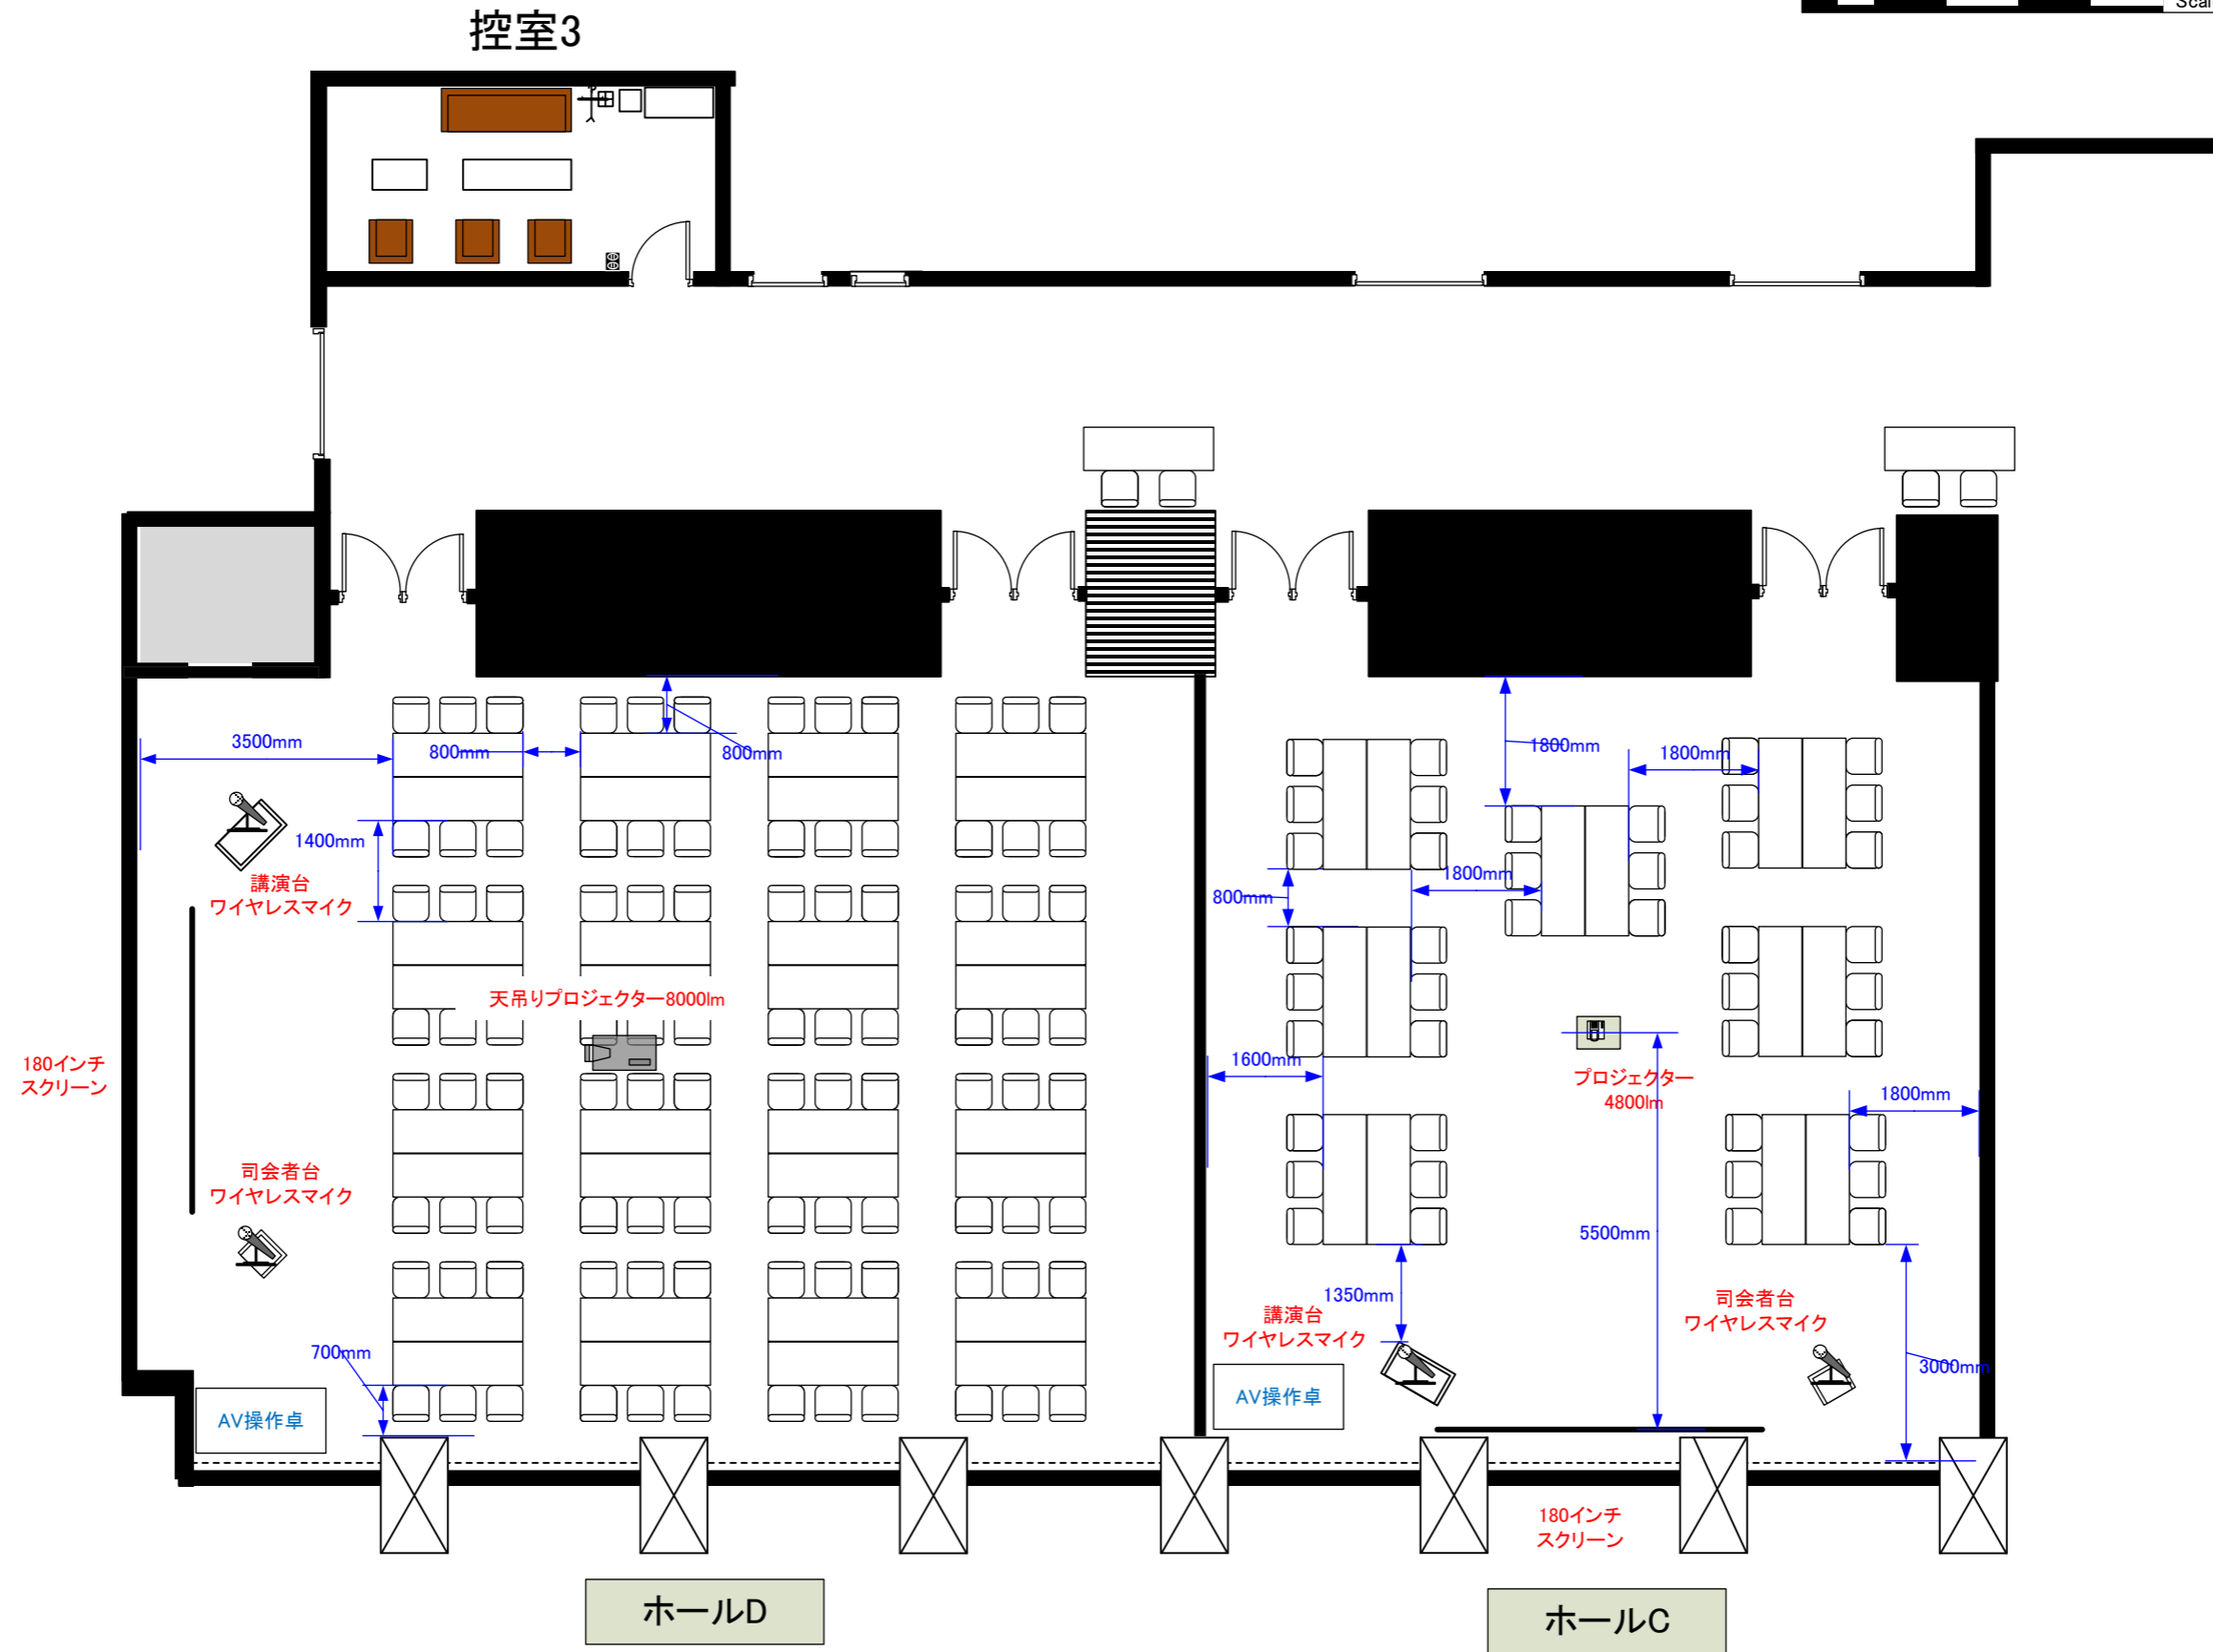 Scal
控室3
3500mm
800mm
800mm
1400mm
講演台
ワイヤレスマイク
天吊りプロジェクター8000lm
180インチ
スクリーン
司会者台
ワイヤレスマイク
700mm
AV操作卓
1800mm
1800mm
1800mm
800mm
1600mm
プロジェクター
4800lm
1800mm
5500mm
1350mm
講演台
ワイヤレスマイク
司会者台
ワイヤレスマイク
3000mm
AV操作卓
180インチ
スクリーン
ホールD
ホールC